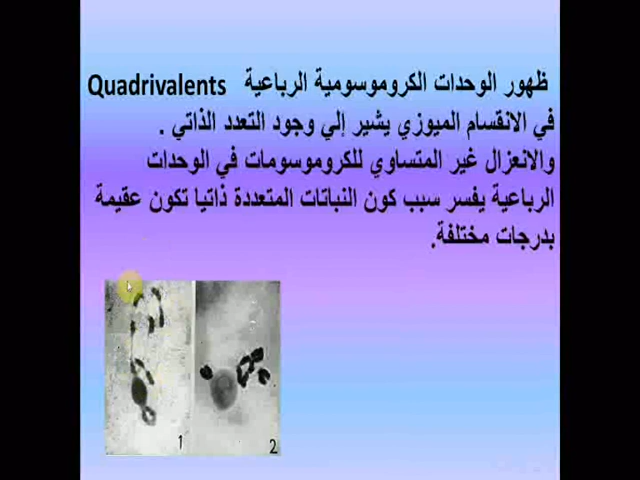 ظهور الوحدات الكروموسومية الرباعية Quadrivalents
في الانقسام الميوزي يشير إلي وجود التعدد الذاتي .
والانعزال غير المتساوي للكروموسومات في الوحدات
الرباعية يفسر سبب كون النباتات المتعددة ذاتيا تكون عقيمة
بدرجات مختلفة.
1 2